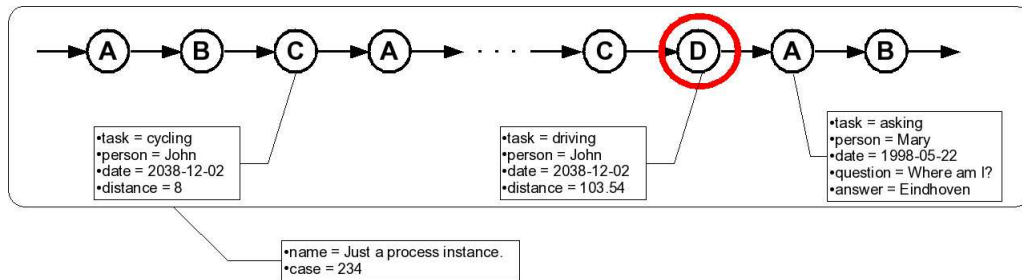 A B C A · · · C D A B
•task = cycling
•person = John
•date = 2038-12-02
•distance = 8
•task = driving
•person = John
•date = 2038-12-02
•distance = 103.54
•task = asking
•person = Mary
•date = 1998-05-22
•question = Where am I?
•answer = Eindhoven
•name = Just a process instance.
•case = 234